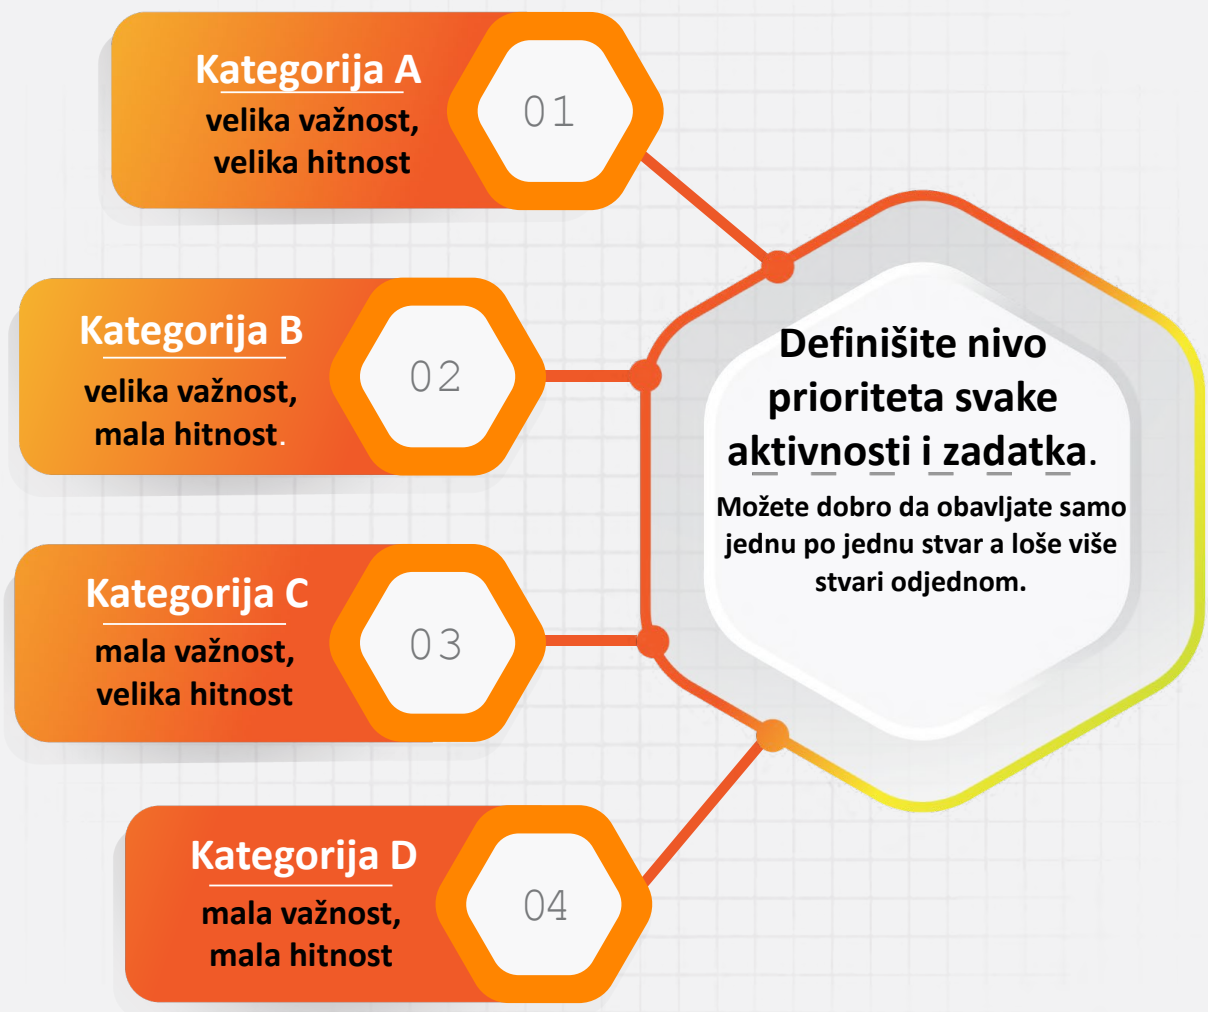 Kategorija A
velika važnost,
velika hitnost
01
Kategorija B
velika važnost,
mala hitnost.
02
Kategorija C
mala važnost,
velika hitnost
03
Kategorija D
mala važnost,
mala hitnost
04
Definišite nivo
prioriteta svake
aktivnosti i zadatka.
Možete dobro da obavljate samo
jednu po jednu stvar a loše više
stvari odjednom.